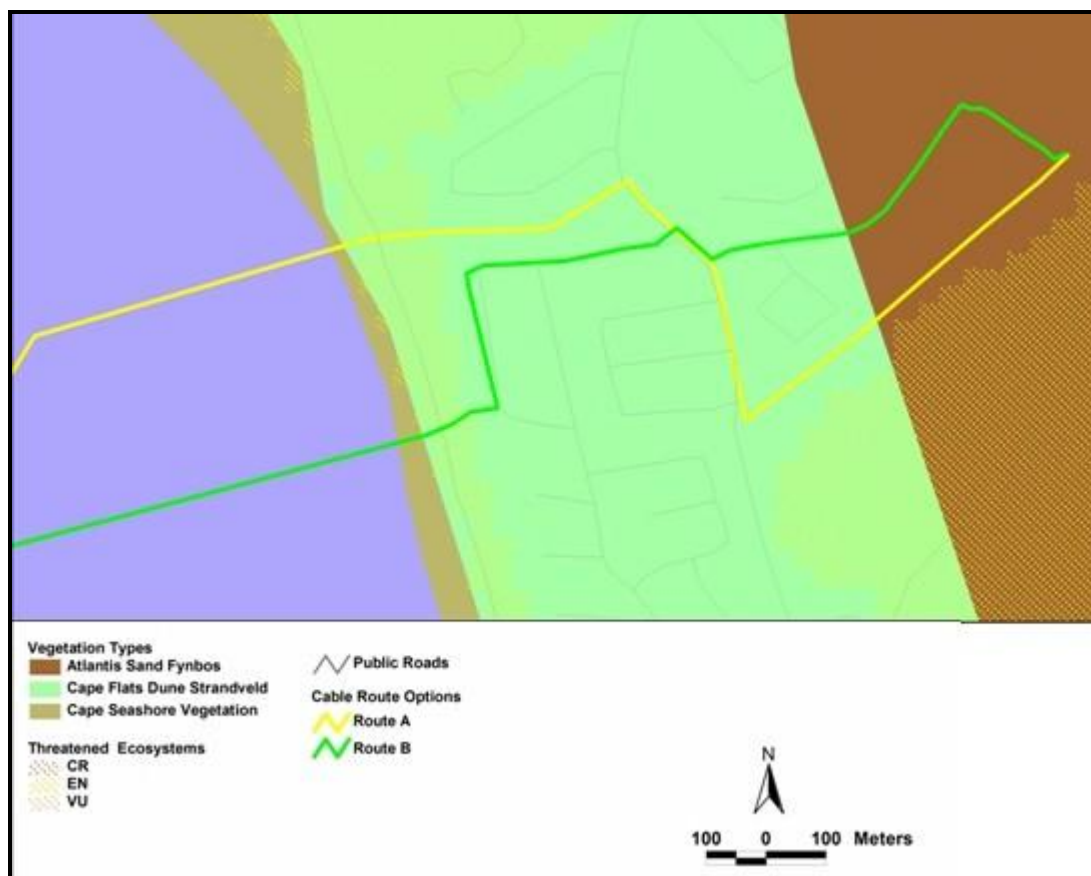 Vegetation Types
Atlantis Sand Fynbos
Cape Flats Dune Strandveld
Cape Seashore Vegetation
Threatened Ecosystems
CR
EN
VU
Public Roads
Cable Route Options
Route A
Route B
N
100 0 100 Meters